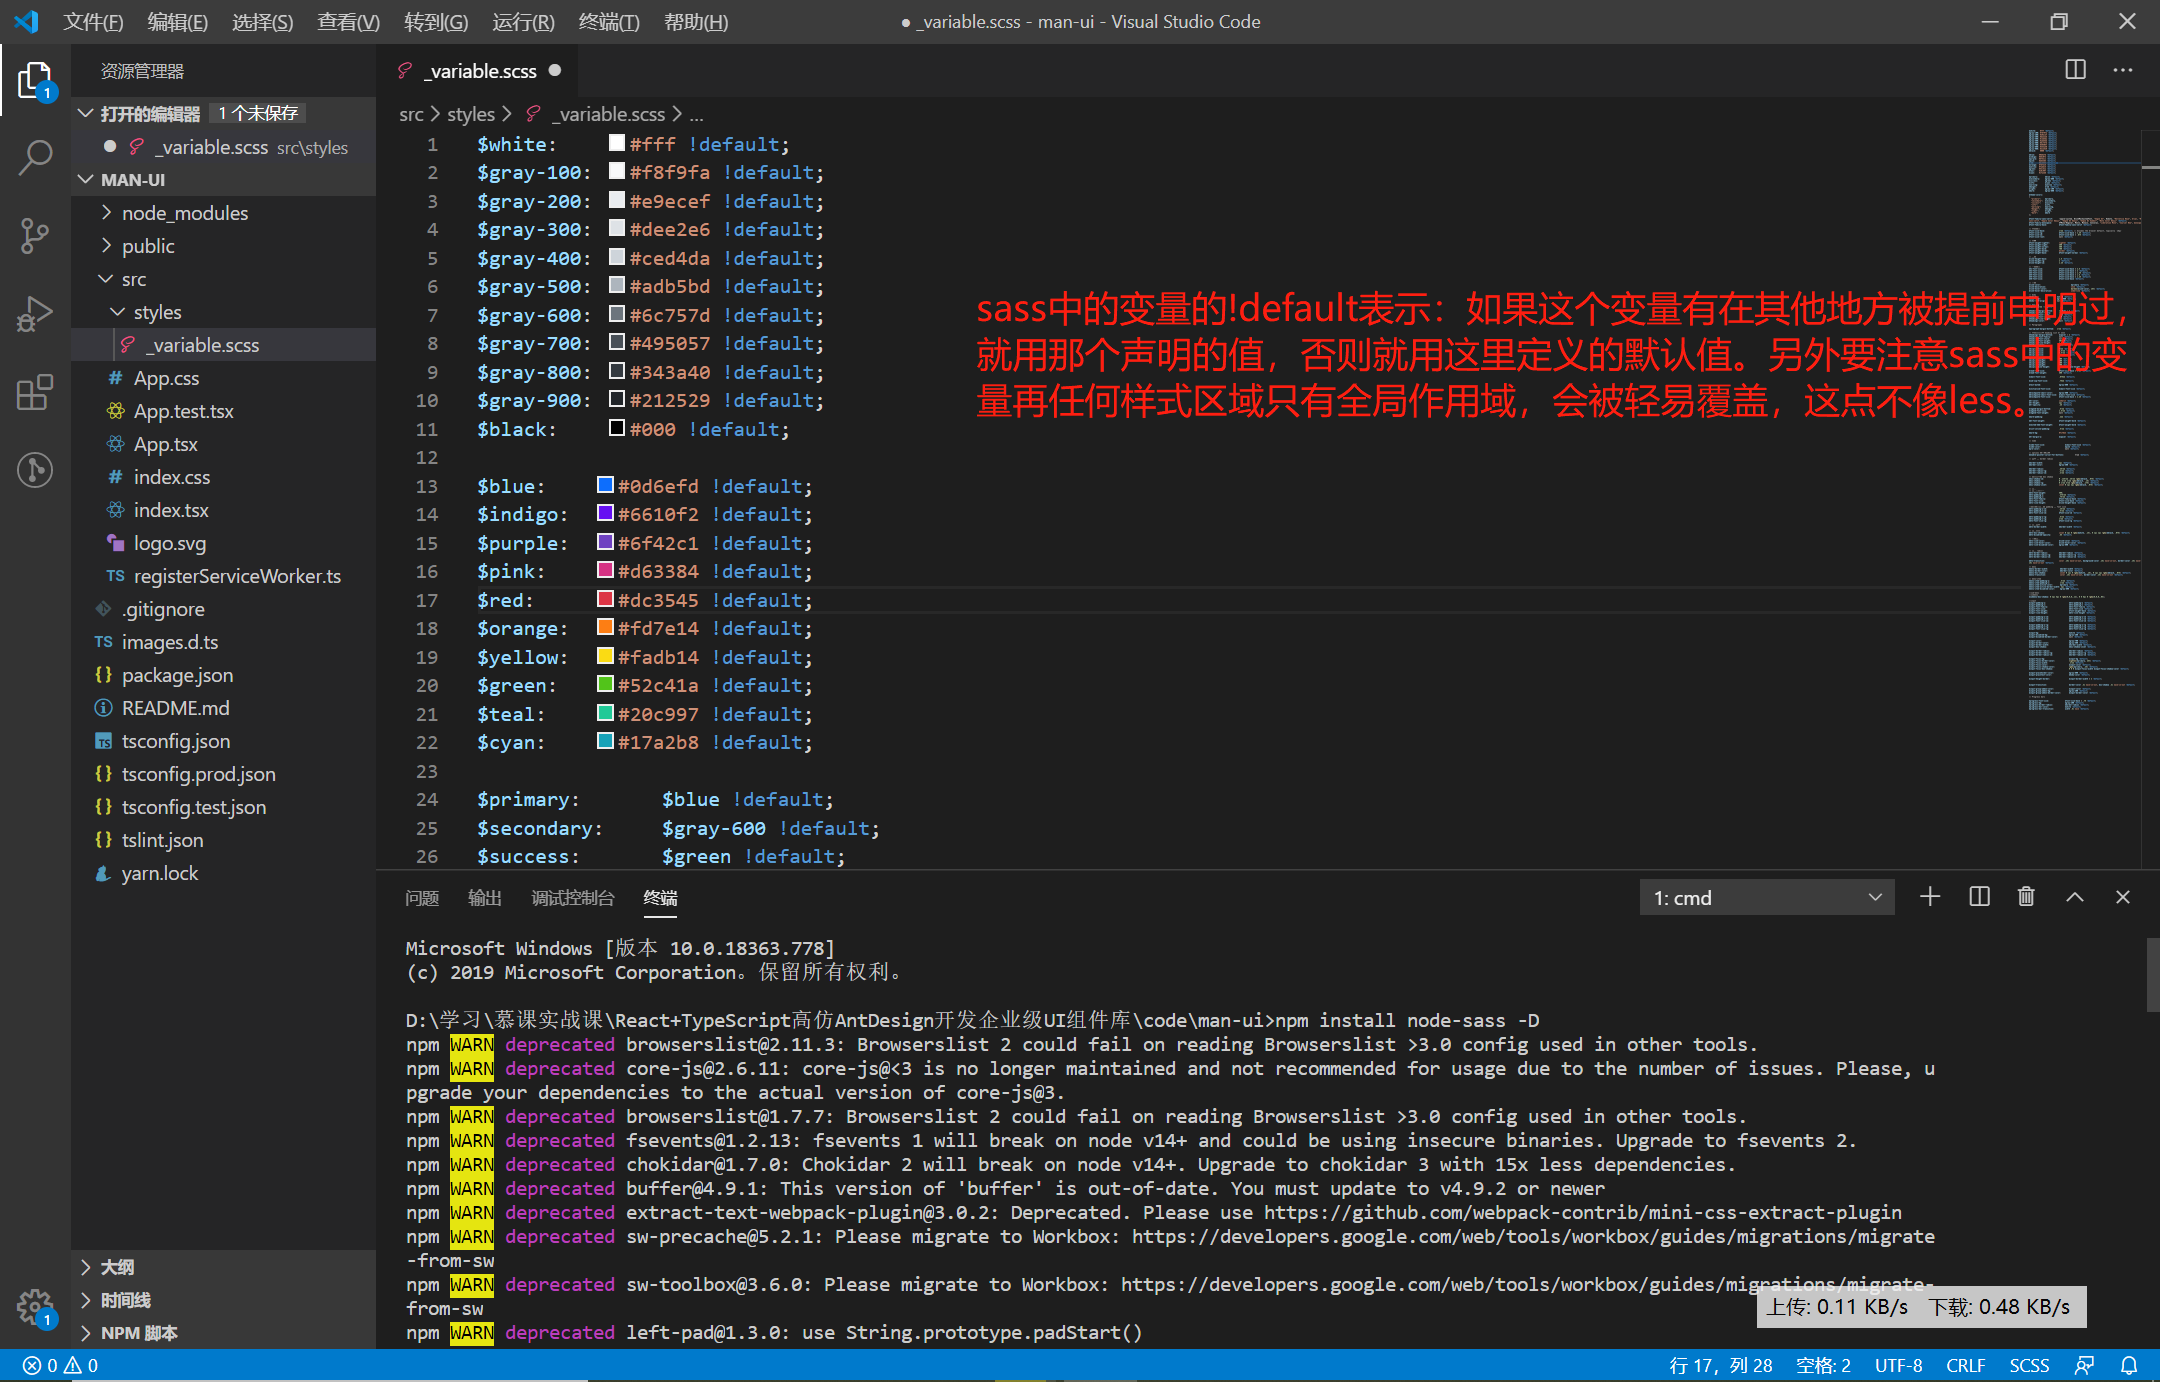 文件(F) 编辑(E) 选择(S) 查看(V) 转到(G) 运行(R) 终端(T) 帮助(H) ● _variable.scss - man-ui - Visual Studio Code
资源管理器
打开的编辑器 1 个未保存
_variable.scss src\styles
MAN-UI
node_modules
public
src
styles
_variable.scss
App.css
App.test.tsx
App.tsx
index.css
index.tsx
logo.svg
TS registerServiceWorker.ts
.gitignore
TS images.d.ts
{} package.json
README.md
tsconfig.json
{} tsconfig.prod.json
{} tsconfig.test.json
{} tslint.json
yarn.lock
大纲
时间线
NPM 脚本
1
1
_variable.scss
src > styles > _variable.scss > ...
1 $white: #fff !default;
2 $gray-100: #f8f9fa !default;
3 $gray-200: #e9ecef !default;
4 $gray-300: #dee2e6 !default;
5 $gray-400: #ced4da !default;
6 $gray-500: #adb5bd !default;
7 $gray-600: #6c757d !default;
8 $gray-700: #495057 !default;
9 $gray-800: #343a40 !default;
10 $gray-900: #212529 !default;
11 $black: #000 !default;
12
13 $blue: #0d6efd !default;
14 $indigo: #6610f2 !default;
15 $purple: #6f42c1 !default;
16 $pink: #d63384 !default;
17 $red: #dc3545 !default;
18 $orange: #fd7e14 !default;
19 $yellow: #fadb14 !default;
20 $green: #52c41a !default;
21 $teal: #20c997 !default;
22 $cyan: #17a2b8 !default;
23
24 $primary: $blue !default;
25 $secondary: $gray-600 !default;
26 $success: $green !default;
sass中的变量的!default表示：如果这个变量有在其他地方被提前申明过，
就用那个声明的值，否则就用这里定义的默认值。另外要注意sass中的变
量再任何样式区域只有全局作用域，会被轻易覆盖，这点不像less。
问题 输出 调试控制台 终端 1: cmd
Microsoft Windows [版本 10.0.18363.778]
(c) 2019 Microsoft Corporation。保留所有权利。
D:\学习\慕课实战课\React+TypeScript高仿AntDesign开发企业级UI组件库\code\man-ui>npm install node-sass -D
npm WARN deprecated browserslist@2.11.3: Browserslist 2 could fail on reading Browserslist >3.0 config used in other tools.
npm WARN deprecated core-js@2.6.11: core-js@<3 is no longer maintained and not recommended for usage due to the number of issues. Please, u
pgrade your dependencies to the actual version of core-js@3.
npm WARN deprecated browserslist@1.7.7: Browserslist 2 could fail on reading Browserslist >3.0 config used in other tools.
npm WARN deprecated fsevents@1.2.13: fsevents 1 will break on node v14+ and could be using insecure binaries. Upgrade to fsevents 2.
npm WARN deprecated chokidar@1.7.0: Chokidar 2 will break on node v14+. Upgrade to chokidar 3 with 15x less dependencies.
npm WARN deprecated buffer@4.9.1: This version of 'buffer' is out-of-date. You must update to v4.9.2 or newer
npm WARN deprecated extract-text-webpack-plugin@3.0.2: Deprecated. Please use https://github.com/webpack-contrib/mini-css-extract-plugin
npm WARN deprecated sw-precache@5.2.1: Please migrate to Workbox: https://developers.google.com/web/tools/workbox/guides/migrations/migrate
-from-sw
npm WARN deprecated sw-toolbox@3.6.0: Please migrate to Workbox: https://developers.google.com/web/tools/workbox/guides/migrations/migrate-
from-sw
npm WARN deprecated left-pad@1.3.0: use String.prototype.padStart()
上传: 0.11 KB/s 下载: 0.48 KB/s
0 0 行 17，列 28 空格: 2 UTF-8 CRLF SCSS